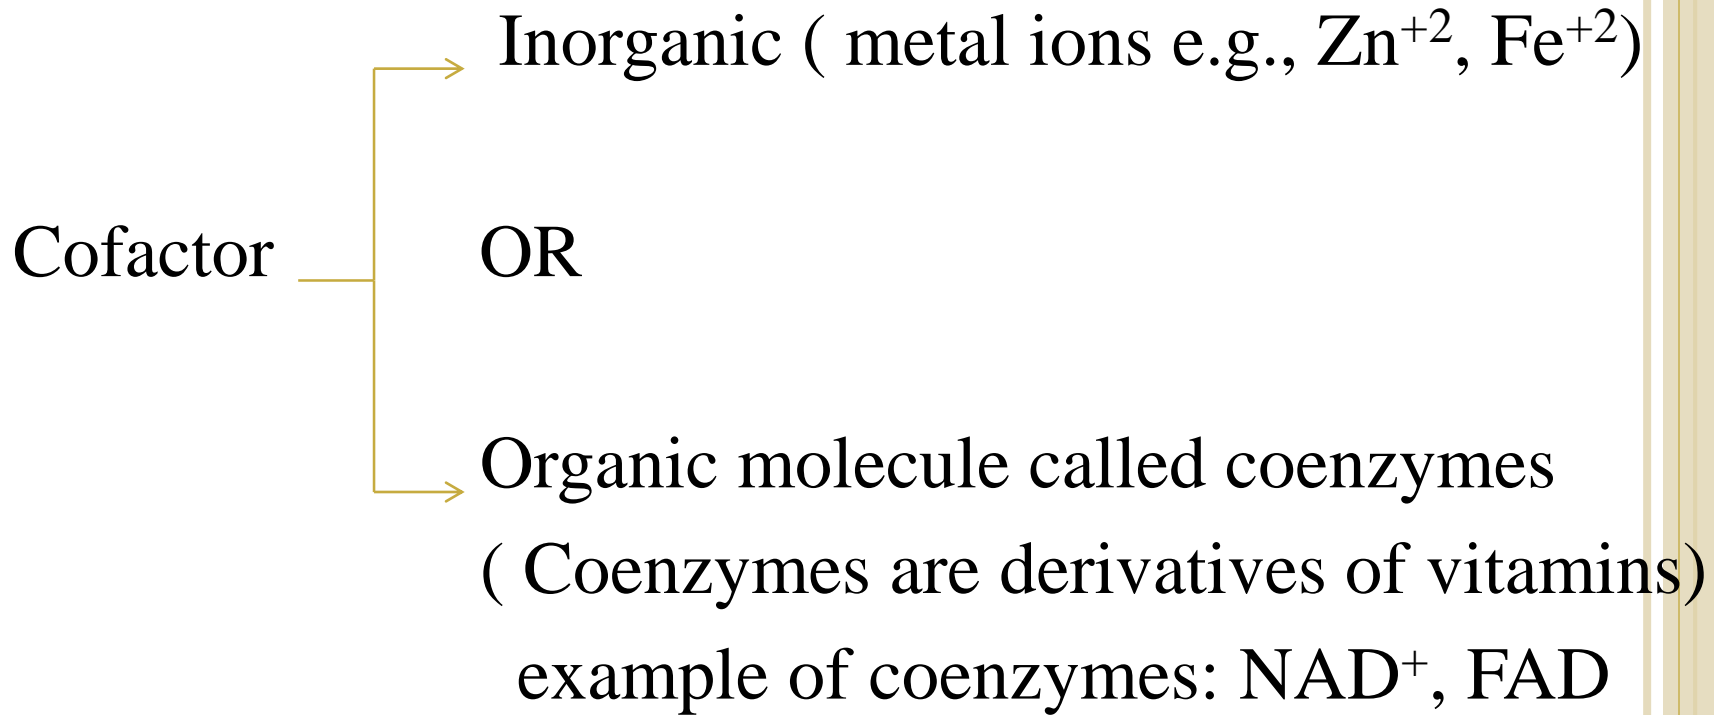 Inorganic ( metal ions e.g., Zn⁺², Fe⁺²)
Cofactor OR
Organic molecule called coenzymes
( Coenzymes are derivatives of vitamins)
example of coenzymes: NAD⁺, FAD